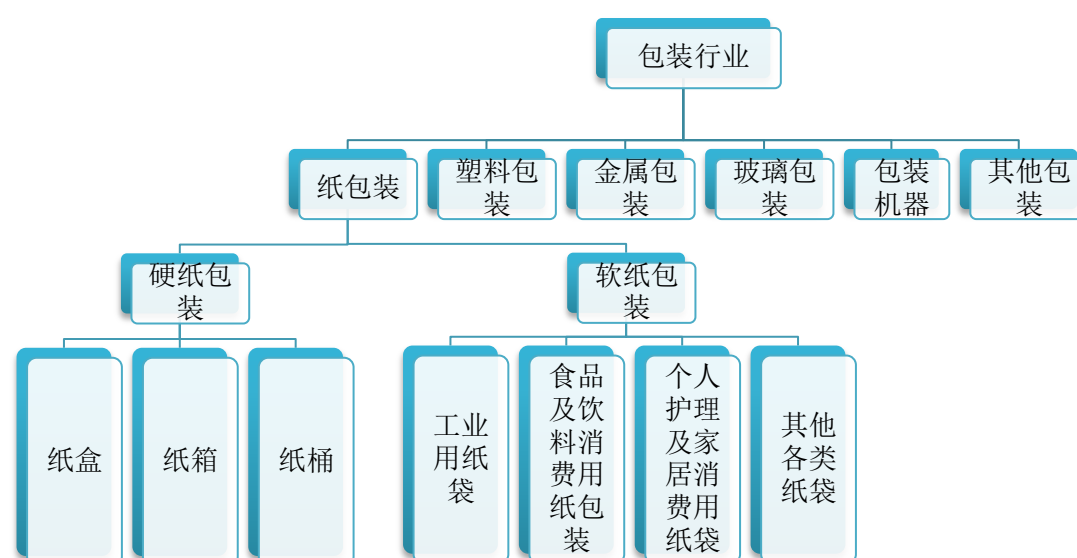 包装行业
纸包装
塑料包
装
金属包
装
玻璃包
装
包装
机器
其他包
装
硬纸包
装
软纸包
装
纸盒
纸箱
纸桶
工业
用纸
袋
食品
及饮
料消
费用
纸包
装
个人
护理
及家
居消
费用
纸袋
其他
各类
纸袋